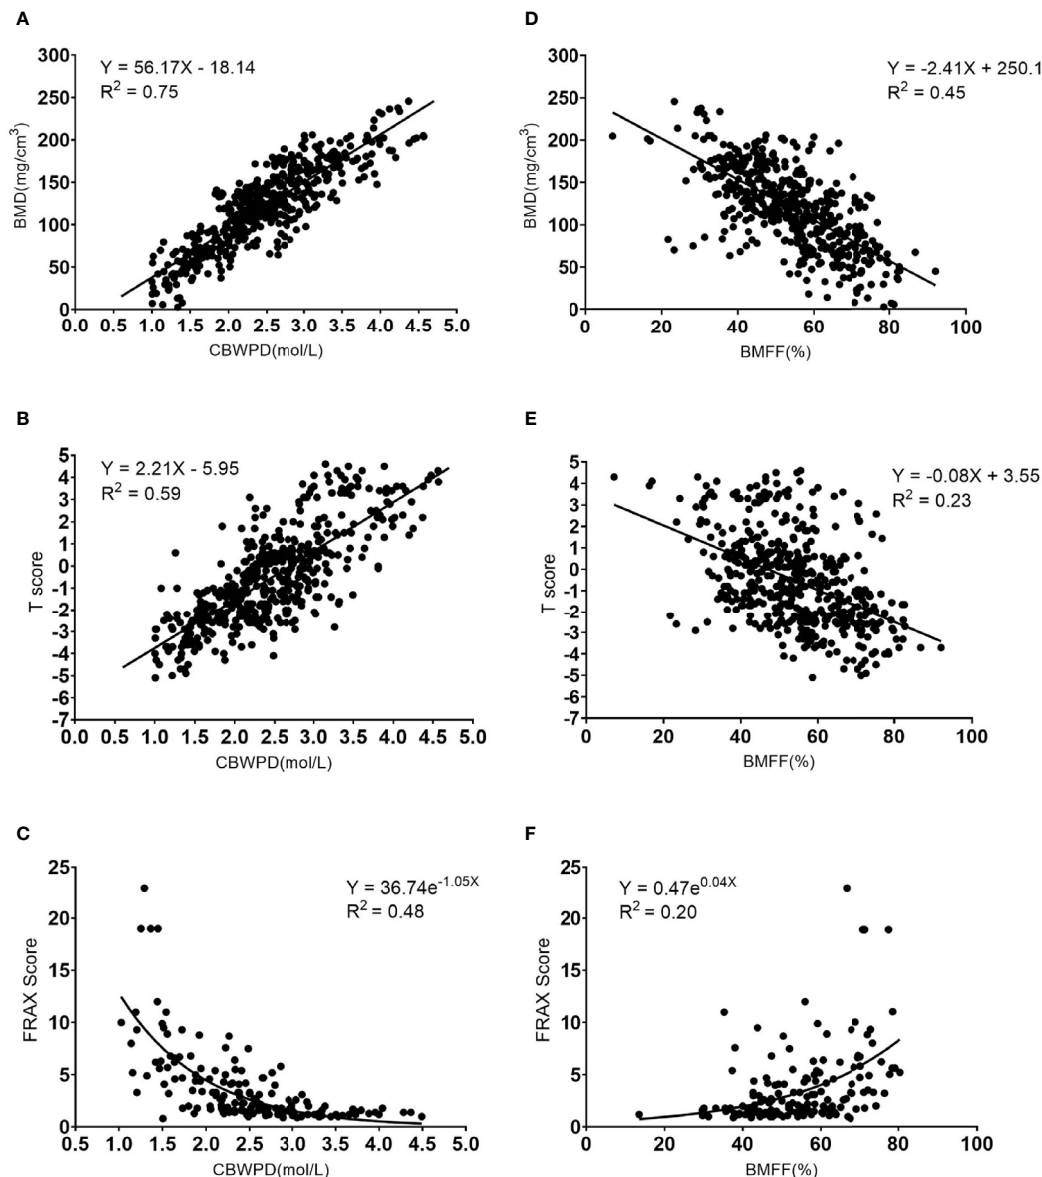 A
Y = 56.17X - 18.14
R² = 0.75
BMD(mg/cm³)
300
250
200
150
100
50
0
0.0 0.5 1.0 1.5 2.0 2.5 3.0 3.5 4.0 4.5 5.0
CBWPD(mol/L)
D
Y = -2.41X + 250.1
R² = 0.45
BMD(mg/cm³)
300
250
200
150
100
50
0
0 20 40 60 80 100
BMFF(%)
B
Y = 2.21X - 5.95
R² = 0.59
T score
5
4
3
2
1
0
-1
-2
-3
-4
-5
-6
-7
0.0 0.5 1.0 1.5 2.0 2.5 3.0 3.5 4.0 4.5 5.0
CBWPD(mol/L)
E
Y = -0.08X + 3.55
R² = 0.23
T score
5
4
3
2
1
0
-1
-2
-3
-4
-5
-6
-7
0 20 40 60 80 100
BMFF(%)
C
Y = 36.74e^-1.05X
R² = 0.48
FRAX Score
25
20
15
10
5
0
0.5 1.0 1.5 2.0 2.5 3.0 3.5 4.0 4.5 5.0
CBWPD(mol/L)
F
Y = 0.47e^0.04X
R² = 0.20
FRAX Score
25
20
15
10
5
0
0 20 40 60 80 100
BMFF(%)